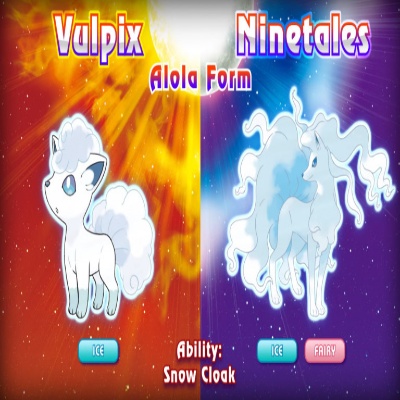 Vulpix
Ninetales
Alola Form
ICE
Ability:
Snow Cloak
ICE
FAIRY